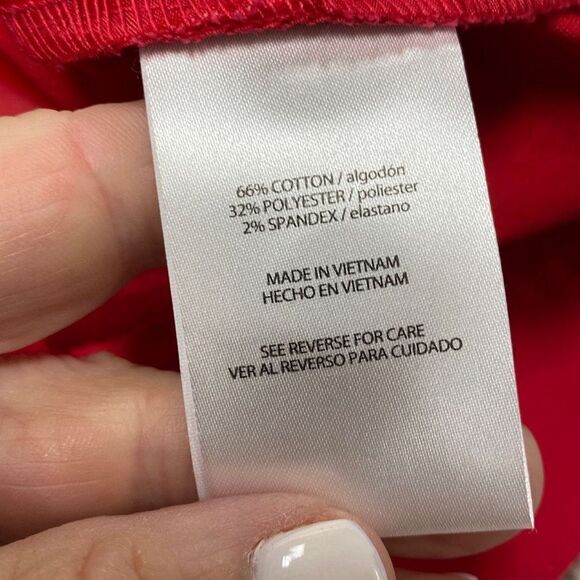 66% COTTON / algodón
32% POLYESTER / poliester
2% SPANDEX / elastano
MADE IN VIETNAM
HECHO EN VIETNAM
SEE REVERSE FOR CARE
VER AL REVERSO PARA CUIDADO